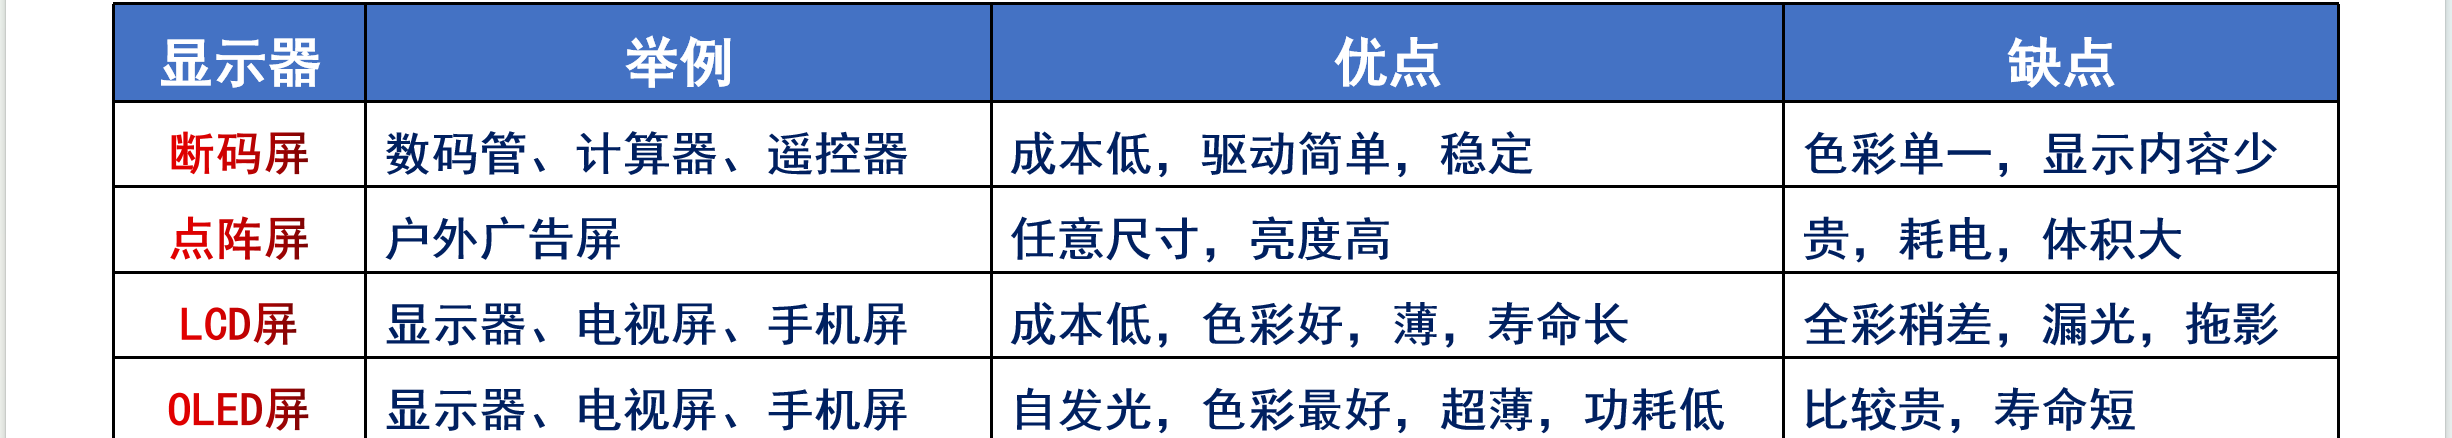 显示器 举例 优点 缺点
断码屏 数码管、计算器、遥控器 成本低，驱动简单，稳定 色彩单一，显示内容少
点阵屏 户外广告屏 任意尺寸，亮度高 贵，耗电，体积大
LCD屏 显示器、电视屏、手机屏 成本低，色彩好，薄，寿命长 全彩稍差，漏光，拖影
OLED屏 显示器、电视屏、手机屏 自发光，色彩最好，超薄，功耗低 比较贵，寿命短